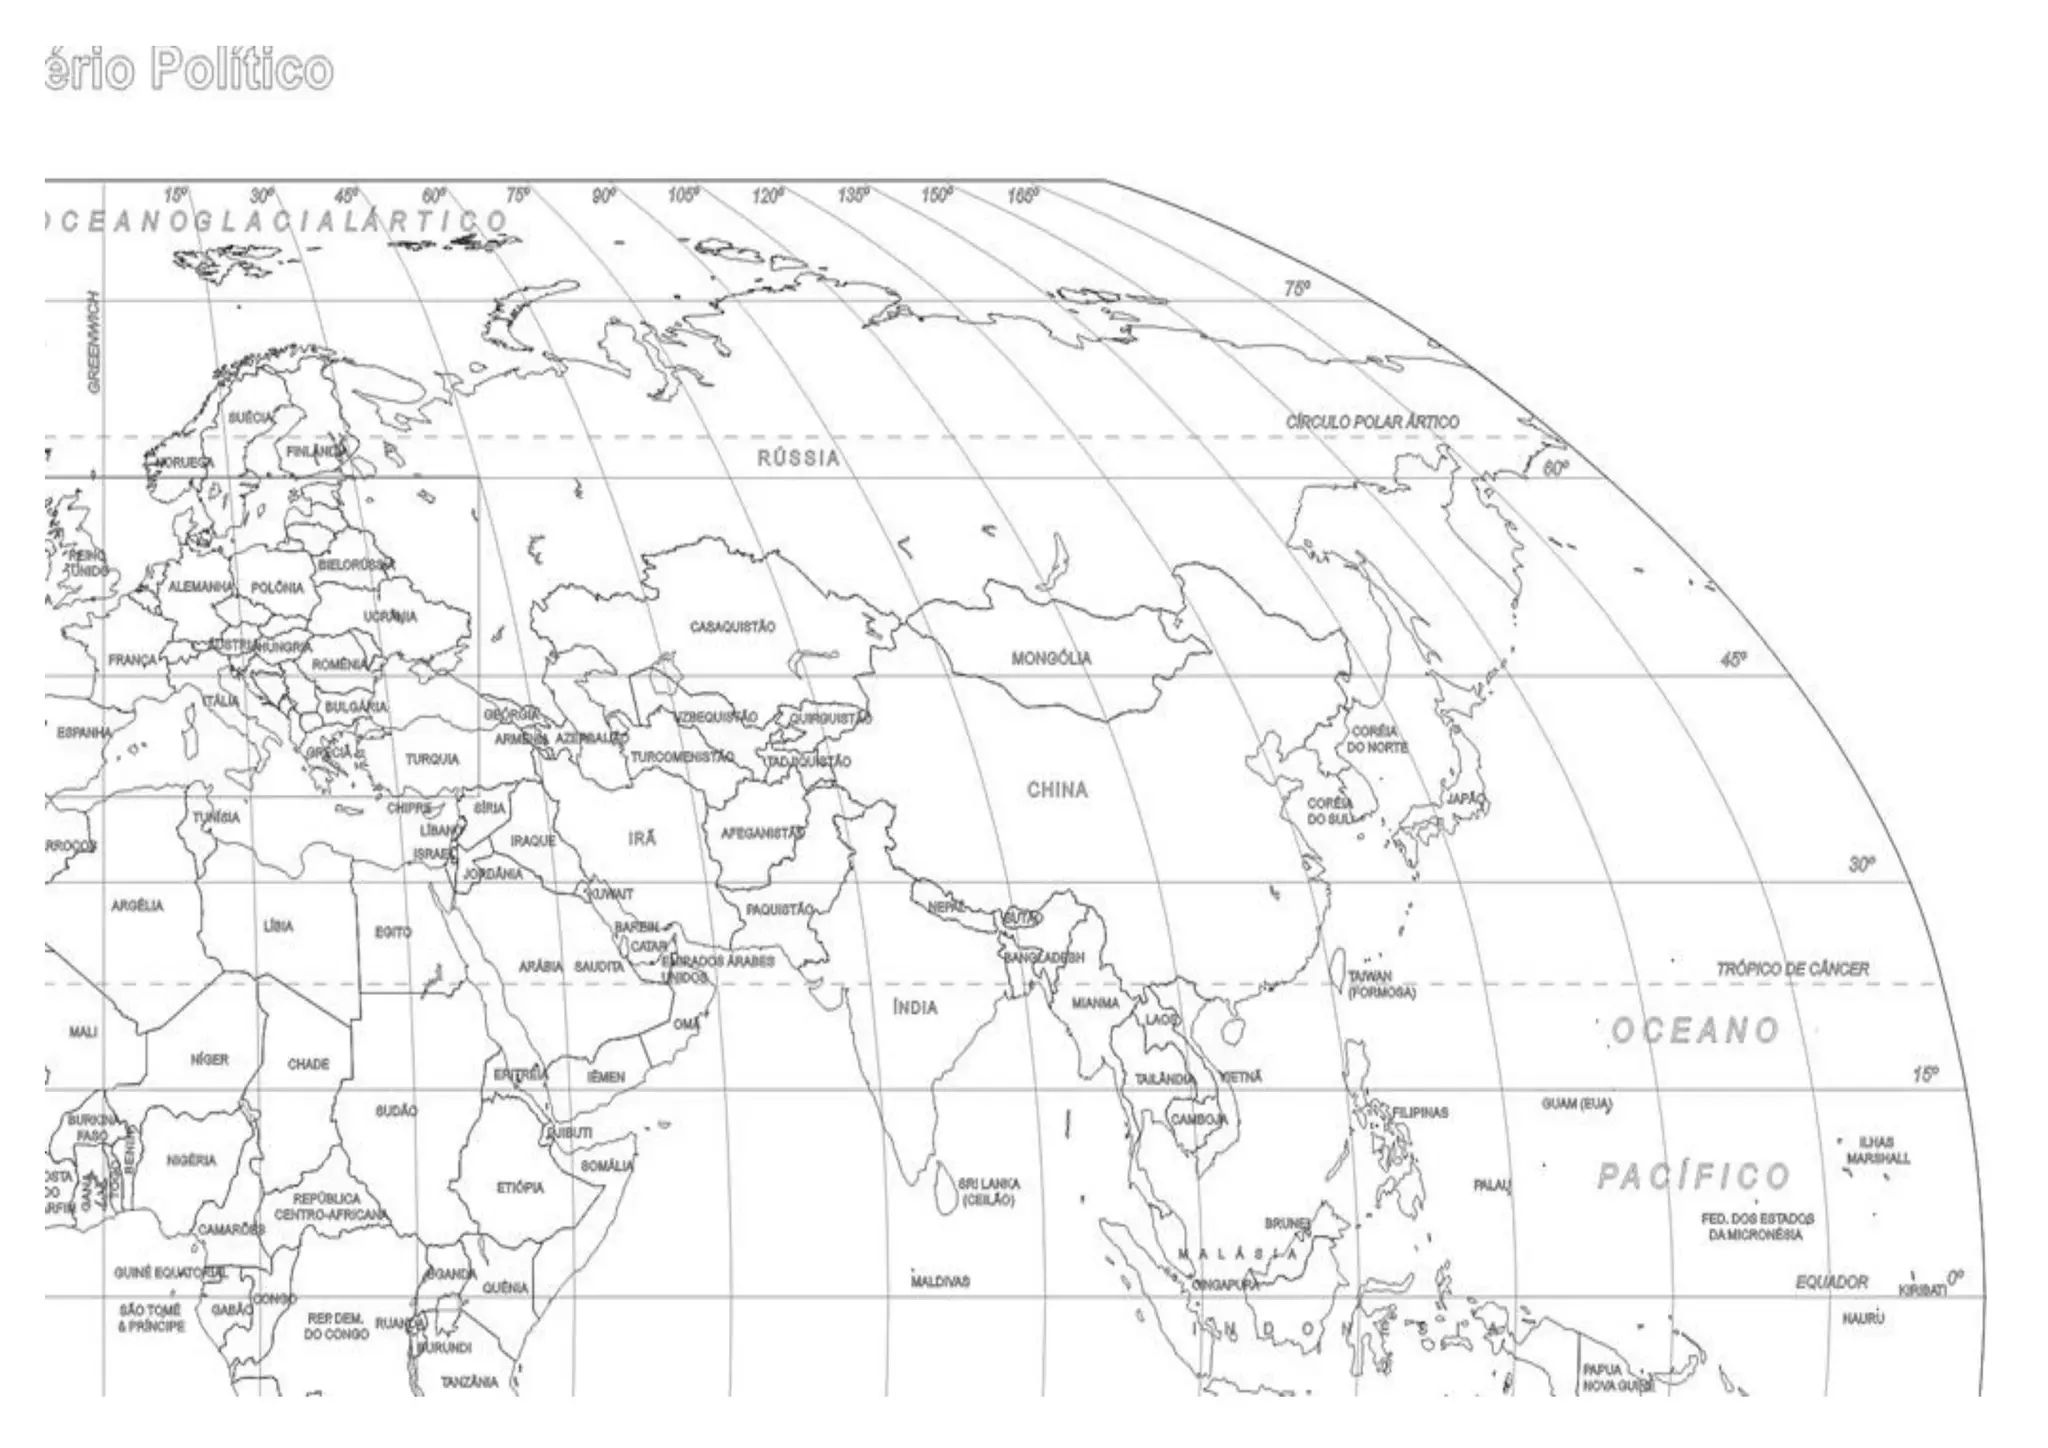 ério Político
15º 30º 45º 60º 75º 90º 105º 120º 135º 150º 165º
OCEANO GLACIAL ÁRTICO
75º
GREENWICH
SUÉCIA
CÍRCULO POLAR ÁRTICO
NORUEGA
FINLÂNDIA
RÚSSIA
60º
REINO
UNIDO
BIELORÚSSIA
ALEMANHA
POLÔNIA
UCRÂNIA
CASAQUISTÃO
ÁUSTRIA
HUNGRIA
FRANÇA
ROMÊNIA
MONGÓLIA
45º
ITÁLIA
BULGÁRIA
GEÓRGIA
UZBEQUISTÃO
QUIRGUISTÃO
ESPANHA
ARMÊNIA
AZERBAIJÃO
CORÉIA
DO NORTE
GRÉCIA
TURQUIA
TURCOMENISTÃO
TADJIQUISTÃO
CHINA
CHIPRE
SÍRIA
CORÉIA
DO SUL
JAPÃO
TUNÍSIA
LÍBANO
IRAQUE
IRÃ
AFEGANISTÃO
RROCOS
ISRAEL
JORDÂNIA
30º
KUWAIT
ARGÉLIA
LÍBIA
EGITO
PAQUISTÃO
NEPAL
BUTÃO
BAREIN
CATAR
EMIRADOS ÁRABES
UNIDOS
BANGLADESH
ARÁBIA SAUDITA
TRÓPICO DE CÂNCER
TAIWAN
(FORMOSA)
ÍNDIA
MIANMA
MALI
OMÃ
LAOS
OCEANO
NÍGER
CHADE
ERITRÉIA
IÊMEN
TAILÂNDIA
VIETNÃ
15º
GUAM (EUA)
SUDÃO
BURKINA
FASO
CAMBOJA
FILIPINAS
DJIBUTI
BENIN
TOGO
GANA
ILHAS
MARSHALL
NIGÉRIA
SOMÁLIA
OSTA
DO
ARFIM
ETIÓPIA
SRI LANKA
(CEILÃO)
PALAU
PACÍFICO
REPÚBLICA
CENTRO-AFRICANA
CAMARÕES
BRUNEI
FED. DOS ESTADOS
DA MICRONÉSIA
MALÁSIA
GUINÉ EQUATORIAL
UGANDA
QUÊNIA
MALDIVAS
CINGAPURA
EQUADOR
KIRIBATI
0º
SÃO TOMÉ
& PRÍNCIPE
GABÃO
CONGO
REP. DEM.
DO CONGO
RUANDA
BURUNDI
INDONÉSIA
NAURU
TANZÂNIA
PAPUA
NOVA GUINÉ